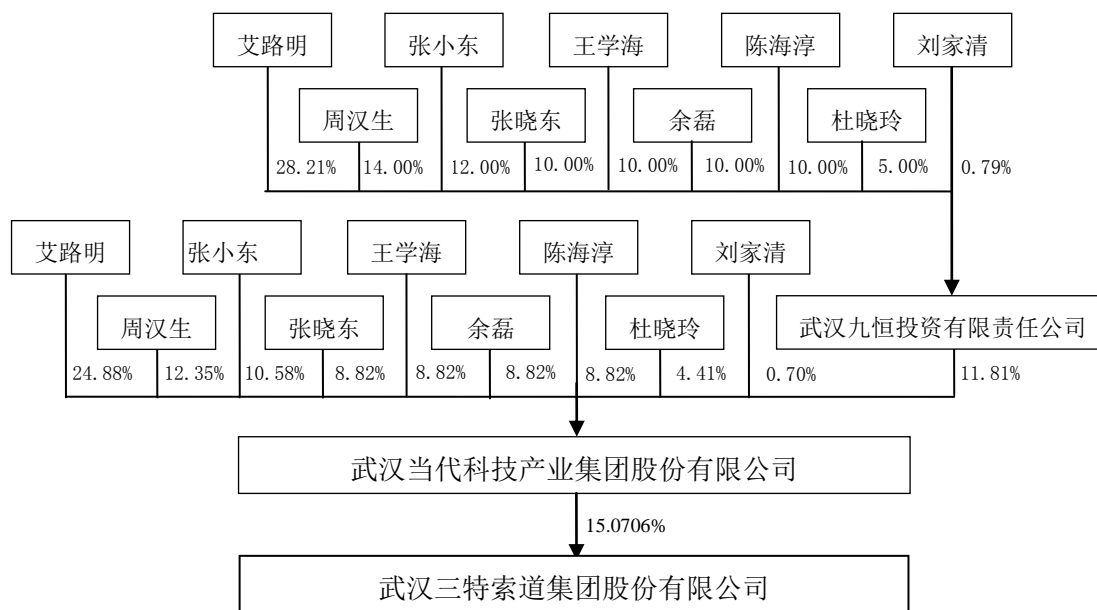 艾路明 张小东 王学海 陈海淳 刘家清
周汉生 张晓东 余磊 杜晓玲
28.21% 14.00% 12.00% 10.00% 10.00% 10.00% 10.00% 5.00% 0.79%
艾路明 张小东 王学海 陈海淳 刘家清
周汉生 张晓东 余磊 杜晓玲 武汉九恒投资有限责任公司
24.88% 12.35% 10.58% 8.82% 8.82% 8.82% 8.82% 4.41% 0.70% 11.81%
武汉当代科技产业集团股份有限公司
15.0706%
武汉三特索道集团股份有限公司